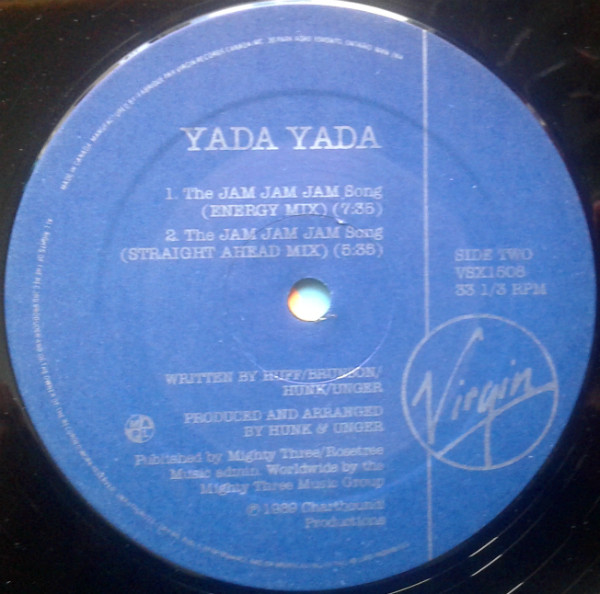 YADA YADA
1. The JAM JAM JAM Song
(ENERGY MIX) (7:35)
2. The JAM JAM JAM Song
(STRAIGHT AHEAD MIX) (5:35)
SIDE TWO
VSX1508
33 1/3 RPM
Virgin
WRITTEN BY HUFF/BRUNSON/
HUNK/UNGER
PRODUCED AND ARRANGED
BY HUNK & UNGER
Published by Mighty Three/Rosetree
Music admin. Worldwide by the
Mighty Three Music Group
℗ 1989 Chartbound
Productions